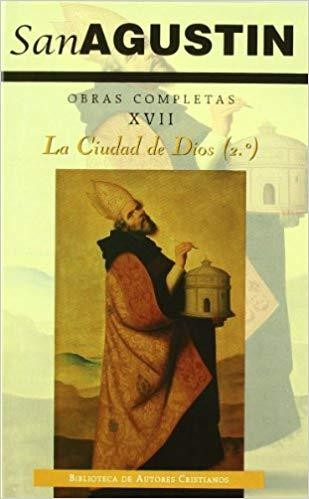 San AGUSTIN
OBRAS COMPLETAS
XVII
La Ciudad de Dios (2.º)
BIBLIOTECA DE AUTORES CRISTIANOS